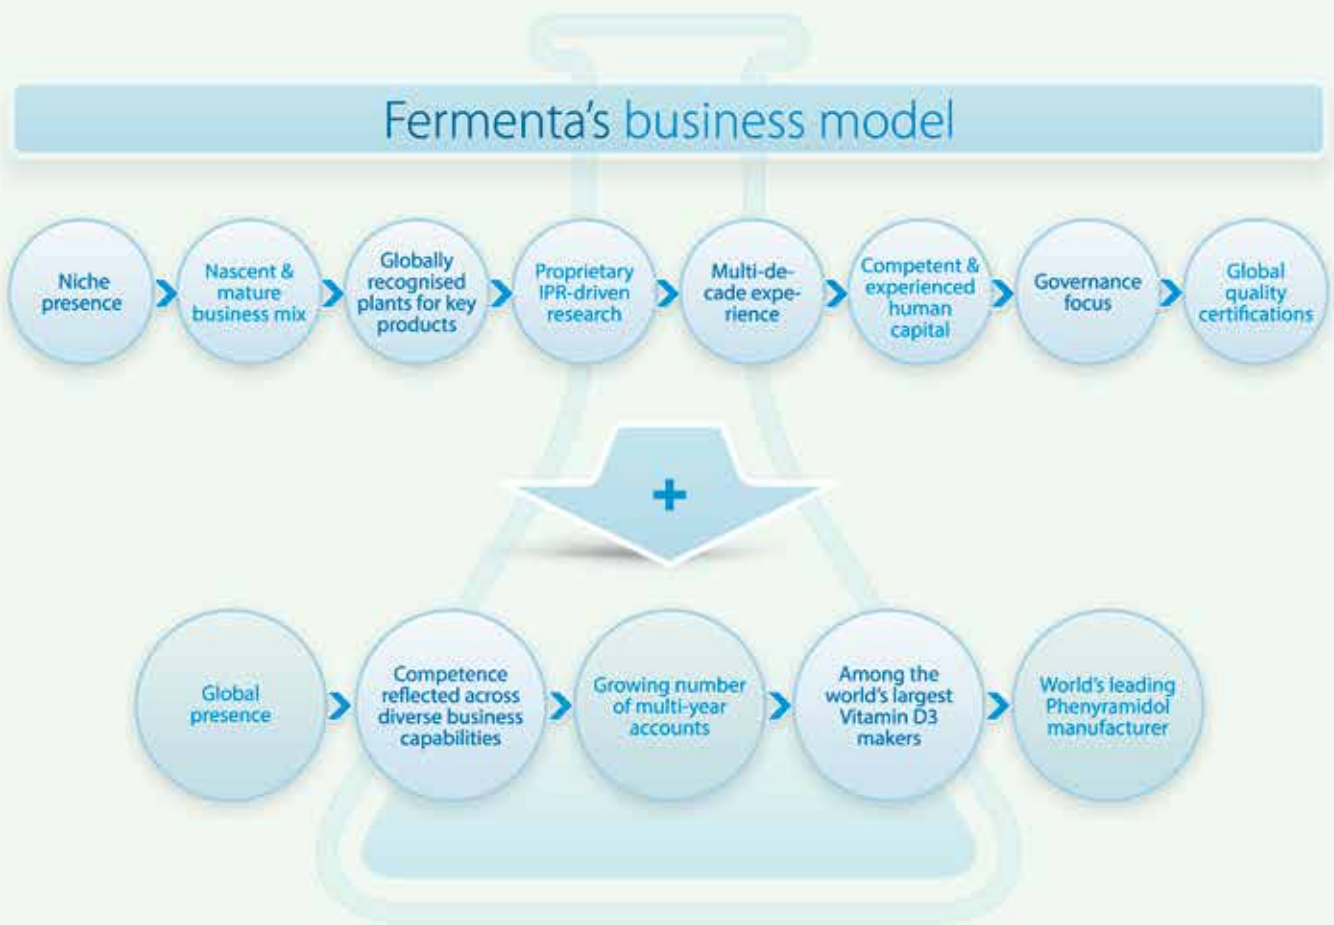 Fermenta's business model
Niche
presence
Nascent &
mature
business mix
Globally
recognised
plants for key
products
Proprietary
IPR-driven
research
Multi-de-
cade expe-
rience
Competent &
experienced
human
capital
Governance
focus
Global
quality
certifications
+
Global
presence
Competence
reflected across
diverse business
capabilities
Growing number
of multi-year
accounts
Among the
world's largest
Vitamin D3
makers
World's leading
Phenyramidol
manufacturer